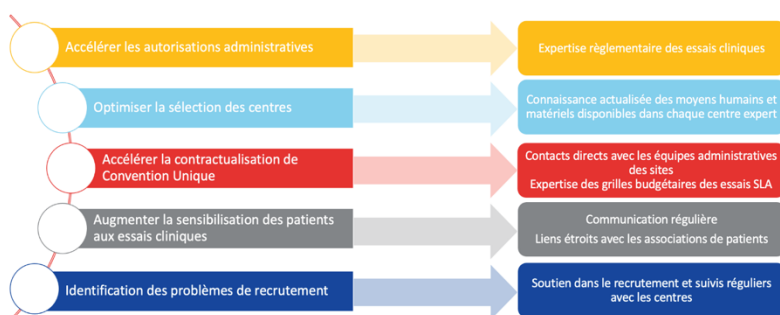 Accélérer les autorisations administratives
Expertise règlementaire des essais cliniques
Optimiser la sélection des centres
Connaissance actualisée des moyens humains et
matériels disponibles dans chaque centre expert
Accélérer la contractualisation de
Convention Unique
Contacts directs avec les équipes administratives
des sites
Expertise des grilles budgétaires des essais SLA
Augmenter la sensibilisation des patients
aux essais cliniques
Communication régulière
Liens étroits avec les associations de patients
Identification des problèmes de recrutement
Soutien dans le recrutement et suivis réguliers
avec les centres